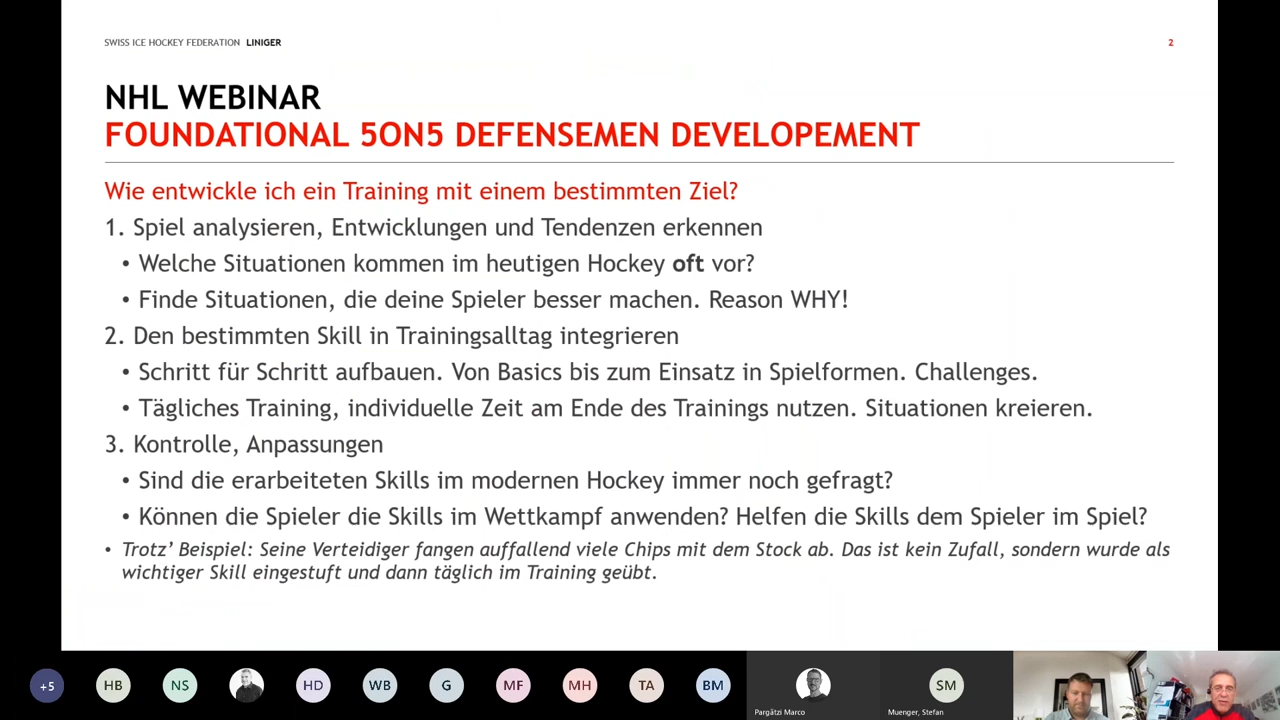 SWISS ICE HOCKEY FEDERATION LINIGER
2
NHL WEBINAR
FOUNDATIONAL 5ON5 DEFENSEMEN DEVELOPEMENT
Wie entwickle ich ein Training mit einem bestimmten Ziel?
1. Spiel analysieren, Entwicklungen und Tendenzen erkennen
• Welche Situationen kommen im heutigen Hockey oft vor?
• Finde Situationen, die deine Spieler besser machen. Reason WHY!
2. Den bestimmten Skill in Trainingsalltag integrieren
• Schritt für Schritt aufbauen. Von Basics bis zum Einsatz in Spielformen. Challenges.
• Tägliches Training, individuelle Zeit am Ende des Trainings nutzen. Situationen kreieren.
3. Kontrolle, Anpassungen
• Sind die erarbeiteten Skills im modernen Hockey immer noch gefragt?
• Können die Spieler die Skills im Wettkampf anwenden? Helfen die Skills dem Spieler im Spiel?
• Trotz’ Beispiel: Seine Verteidiger fangen auffallend viele Chips mit dem Stock ab. Das ist kein Zufall, sondern wurde als
wichtiger Skill eingestuft und dann täglich im Training geübt.
+5 HB NS HD WB G MF MH TA BM SM
Pargätzi Marco Muenger, Stefan